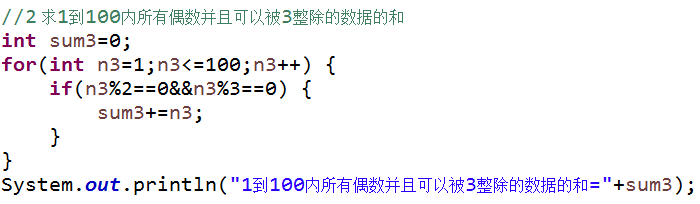 //2 求1到100内所有偶数并且可以被3整除的数据的和
int sum3=0;
for(int n3=1;n3<=100;n3++) {
    if(n3%2==0&&n3%3==0) {
        sum3+=n3;
    }
}
System.out.println("1到100内所有偶数并且可以被3整除的数据的和="+sum3);